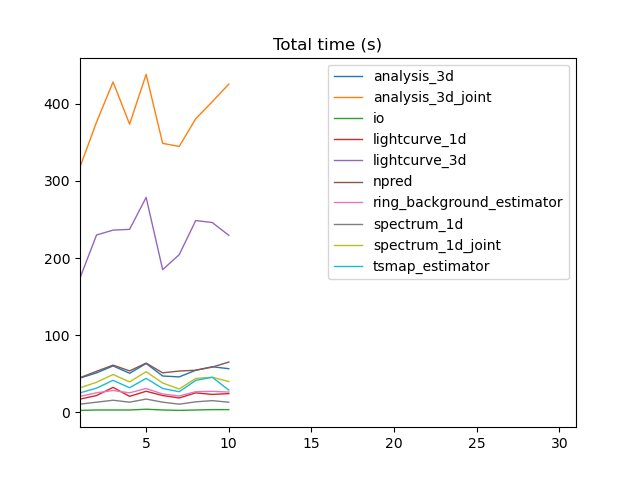 Total time (s)
analysis_3d
analysis_3d_joint
io
lightcurve_1d
lightcurve_3d
npred
ring_background_estimator
spectrum_1d
spectrum_1d_joint
tsmap_estimator
400
300
200
100
0
5 10 15 20 25 30